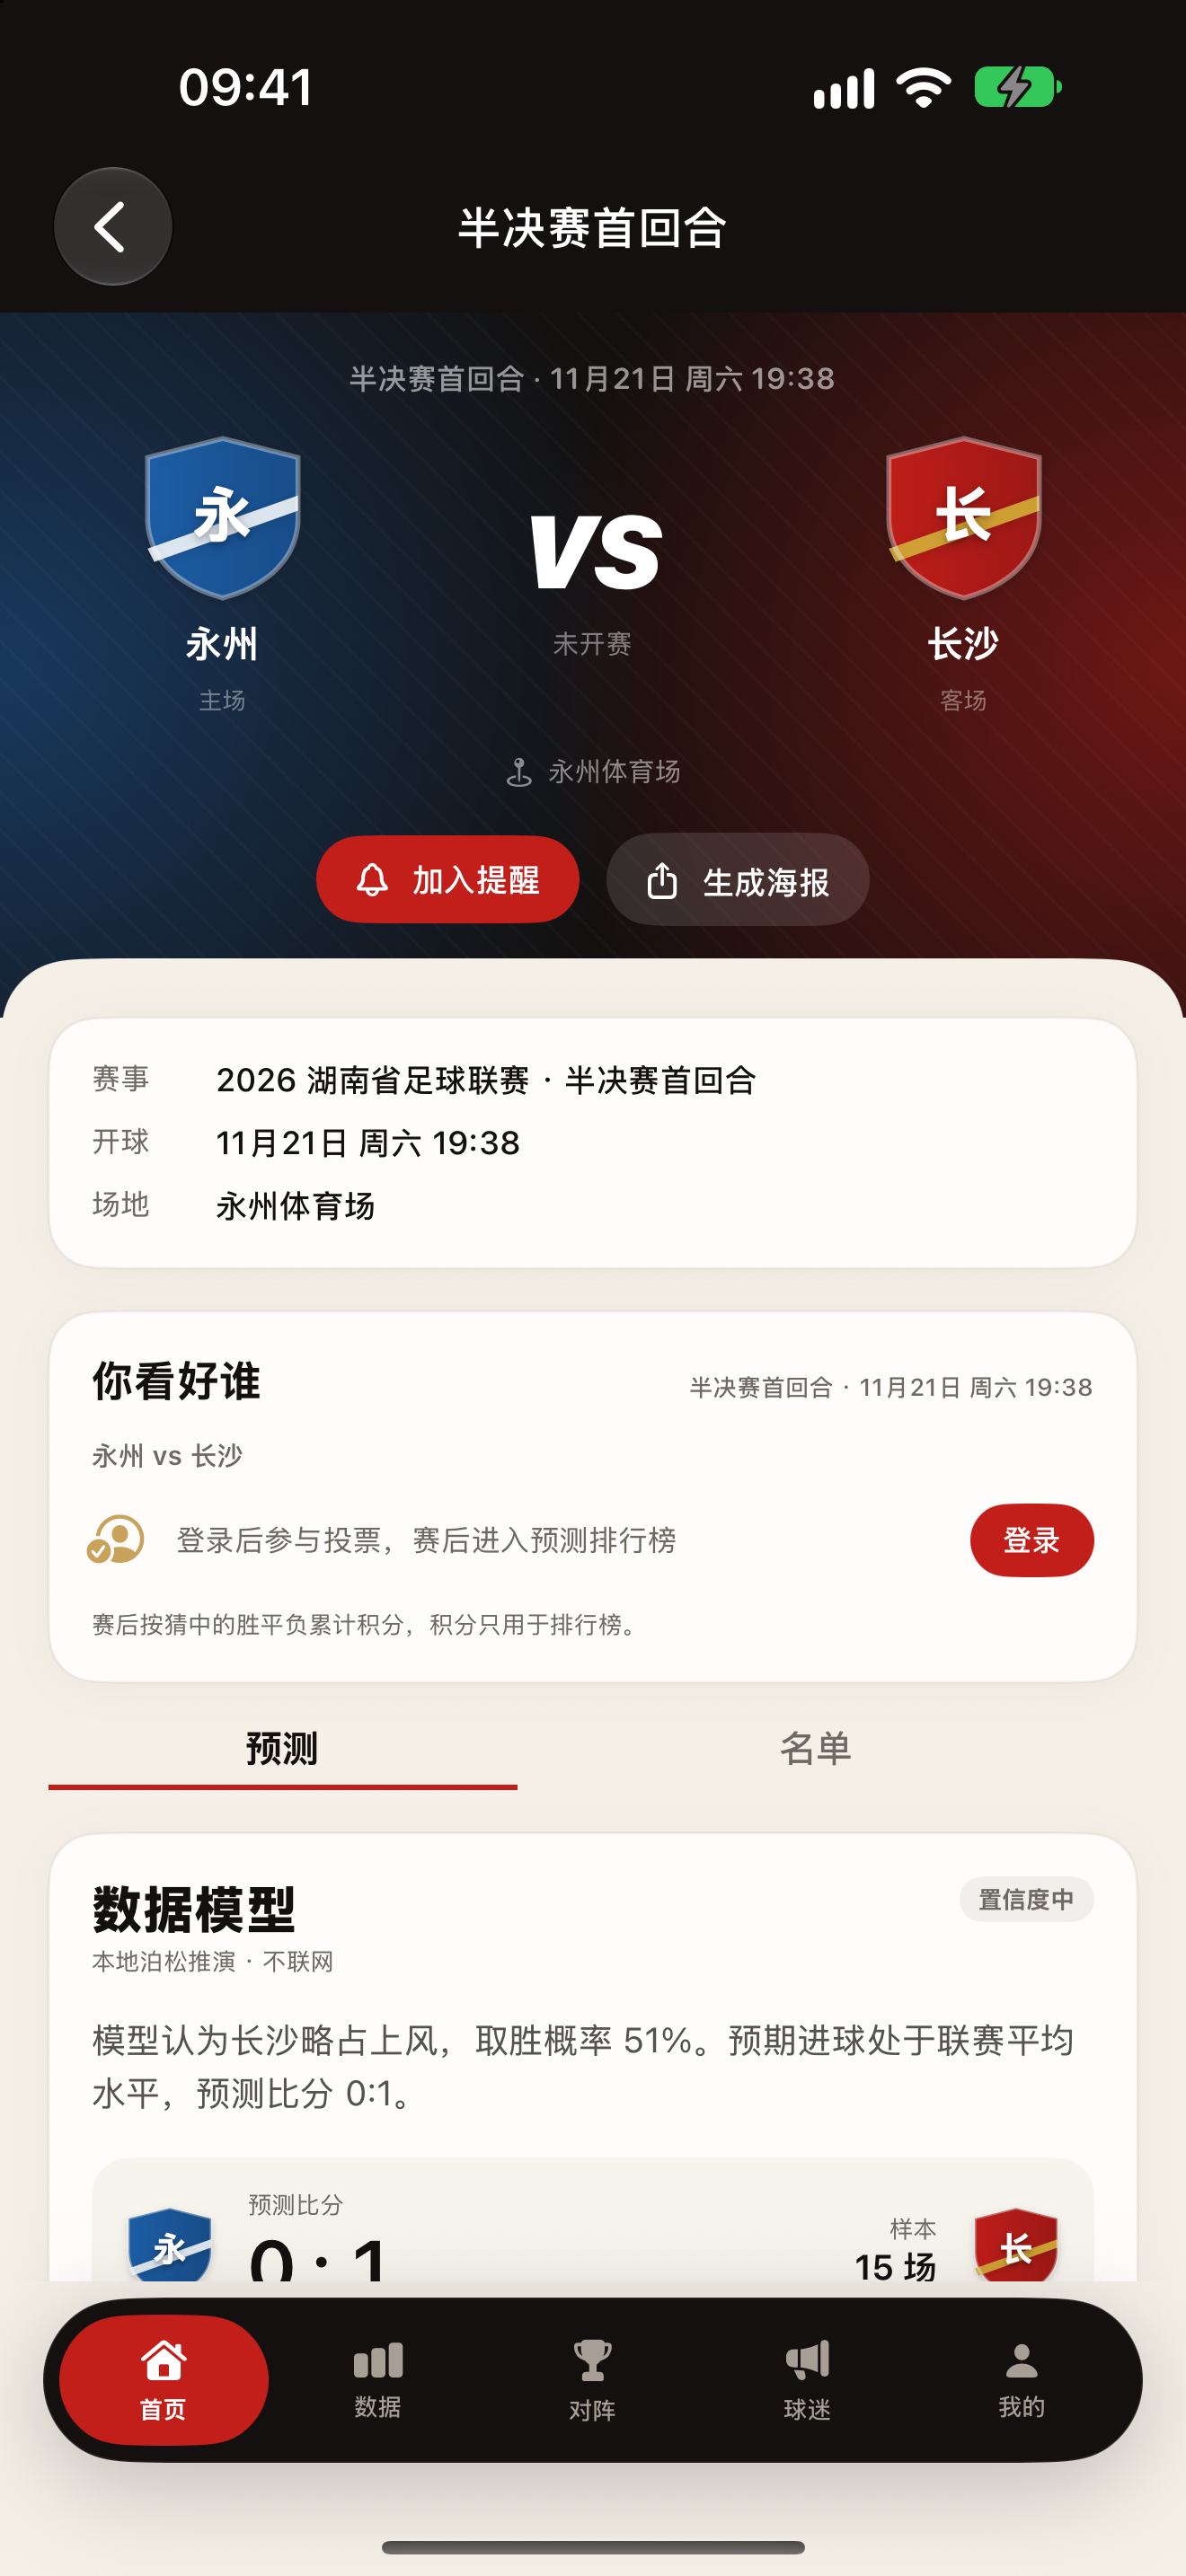 09:41
半决赛首回合
半决赛首回合 · 11月21日 周六 19:38
永
长
VS
永州
未开赛
长沙
主场
客场
永州体育场
加入提醒
生成海报
赛事 2026 湖南省足球联赛 · 半决赛首回合
开球 11月21日 周六 19:38
场地 永州体育场
你看好谁
半决赛首回合 · 11月21日 周六 19:38
永州 vs 长沙
登录后参与投票，赛后进入预测排行榜
登录
赛后按猜中的胜平负累计积分，积分只用于排行榜。
预测
名单
数据模型
置信度中
本地泊松推演 · 不联网
模型认为长沙略占上风，取胜概率 51%。预期进球处于联赛平均
水平，预测比分 0:1。
预测比分
永
0 · 1
样本
15 场
长
首页
数据
对阵
球迷
我的